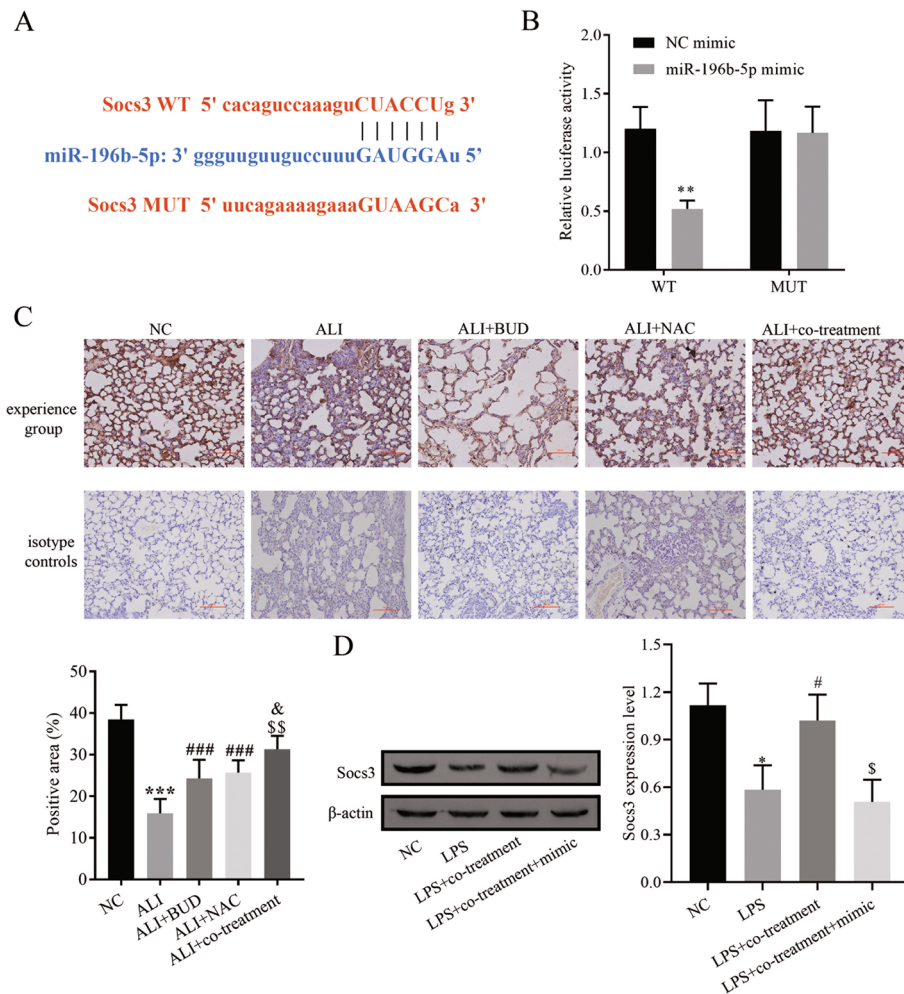 A
Socs3 WT 5' cacaguccaaaguCUACCUg 3'
miR-196b-5p: 3' ggguuguuguccuuuGAUGGAu 5’
Socs3 MUT 5' uucagaaaagaaaGUAAGCa 3'
B
NC mimic
miR-196b-5p mimic
Relative luciferase activity
2.0
1.5
1.0
0.5
0.0
**
WT
MUT
C
NC
ALI
ALI+BUD
ALI+NAC
ALI+co-treatment
experience
group
isotype
controls
Positive area (%)
50
40
30
20
10
0
***
###
###
&
$$
NC
ALI
ALI+BUD
ALI+NAC
ALI+co-treatment
D
Socs3
β-actin
NC
LPS
LPS+co-treatment
LPS+co-treatment+mimic
Socs3 expression level
1.5
1.2
0.9
0.6
0.3
0.0
*
#
$
NC
LPS
LPS+co-treatment
LPS+co-treatment+mimic